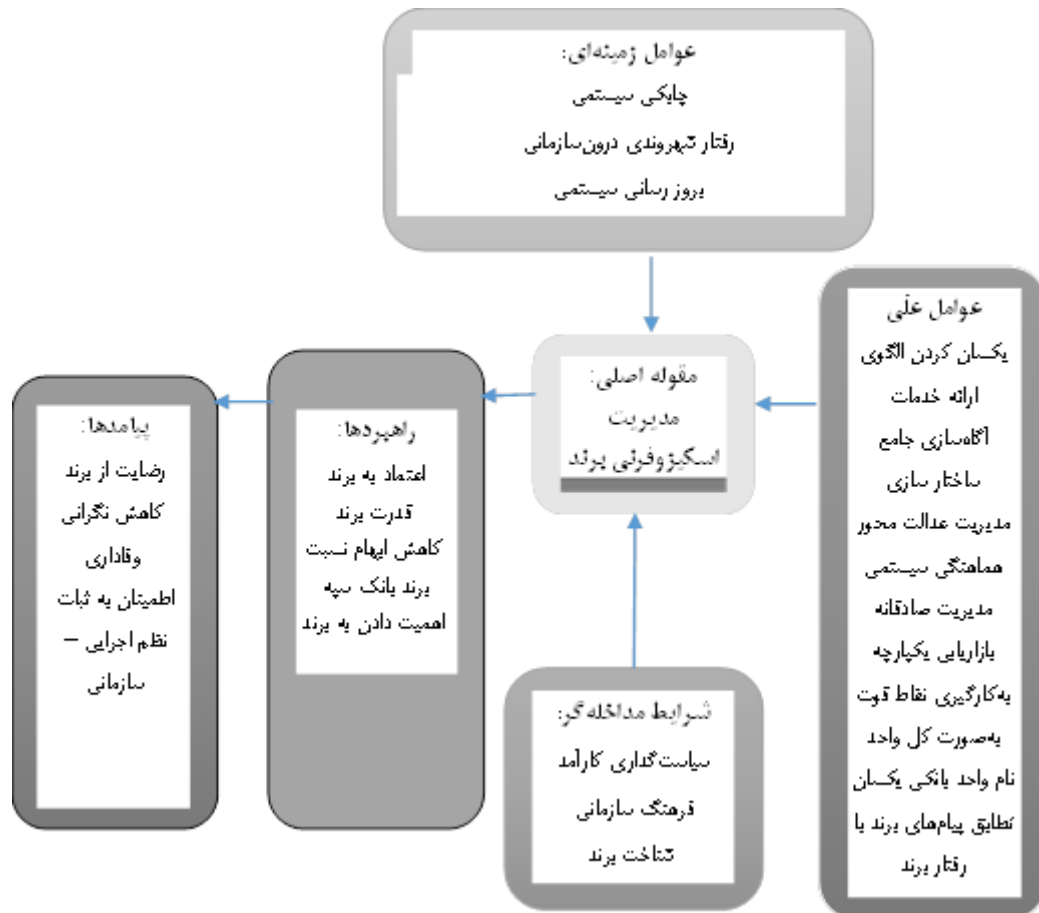 عوامل زمینه‌ای:
چابکی سیستمی
رفتار شهروندی درون‌سازمانی
بروز رسانی سیستمی
عوامل علّی
یکسان کردن الگوی
ارائه خدمات
آگاه‌سازی جامع
ساختار سازی
مدیریت عدالت محور
هماهنگی سیستمی
مدیریت صادقانه
بازاریابی یکپارچه
به‌کارگیری نقاط قوت
به‌صورت کل واحد
نام واحد بانکی یکسان
تطابق پیام‌های برند با
رفتار برند
مقوله اصلی:
مدیریت
اسکیزوفرنی برند
راهبردها:
اعتماد به برند
قدرت برند
کاهش ابهام نسبت
برند بانک سپه
اهمیت دادن به برند
پیامدها:
رضایت از برند
کاهش نگرانی
وفاداری
اطمینان به ثبات
نظم اجرایی –
سازمانی
شرایط مداخله‌گر:
سیاست‌گذاری کارآمد
فرهنگ سازمانی
شناخت برند